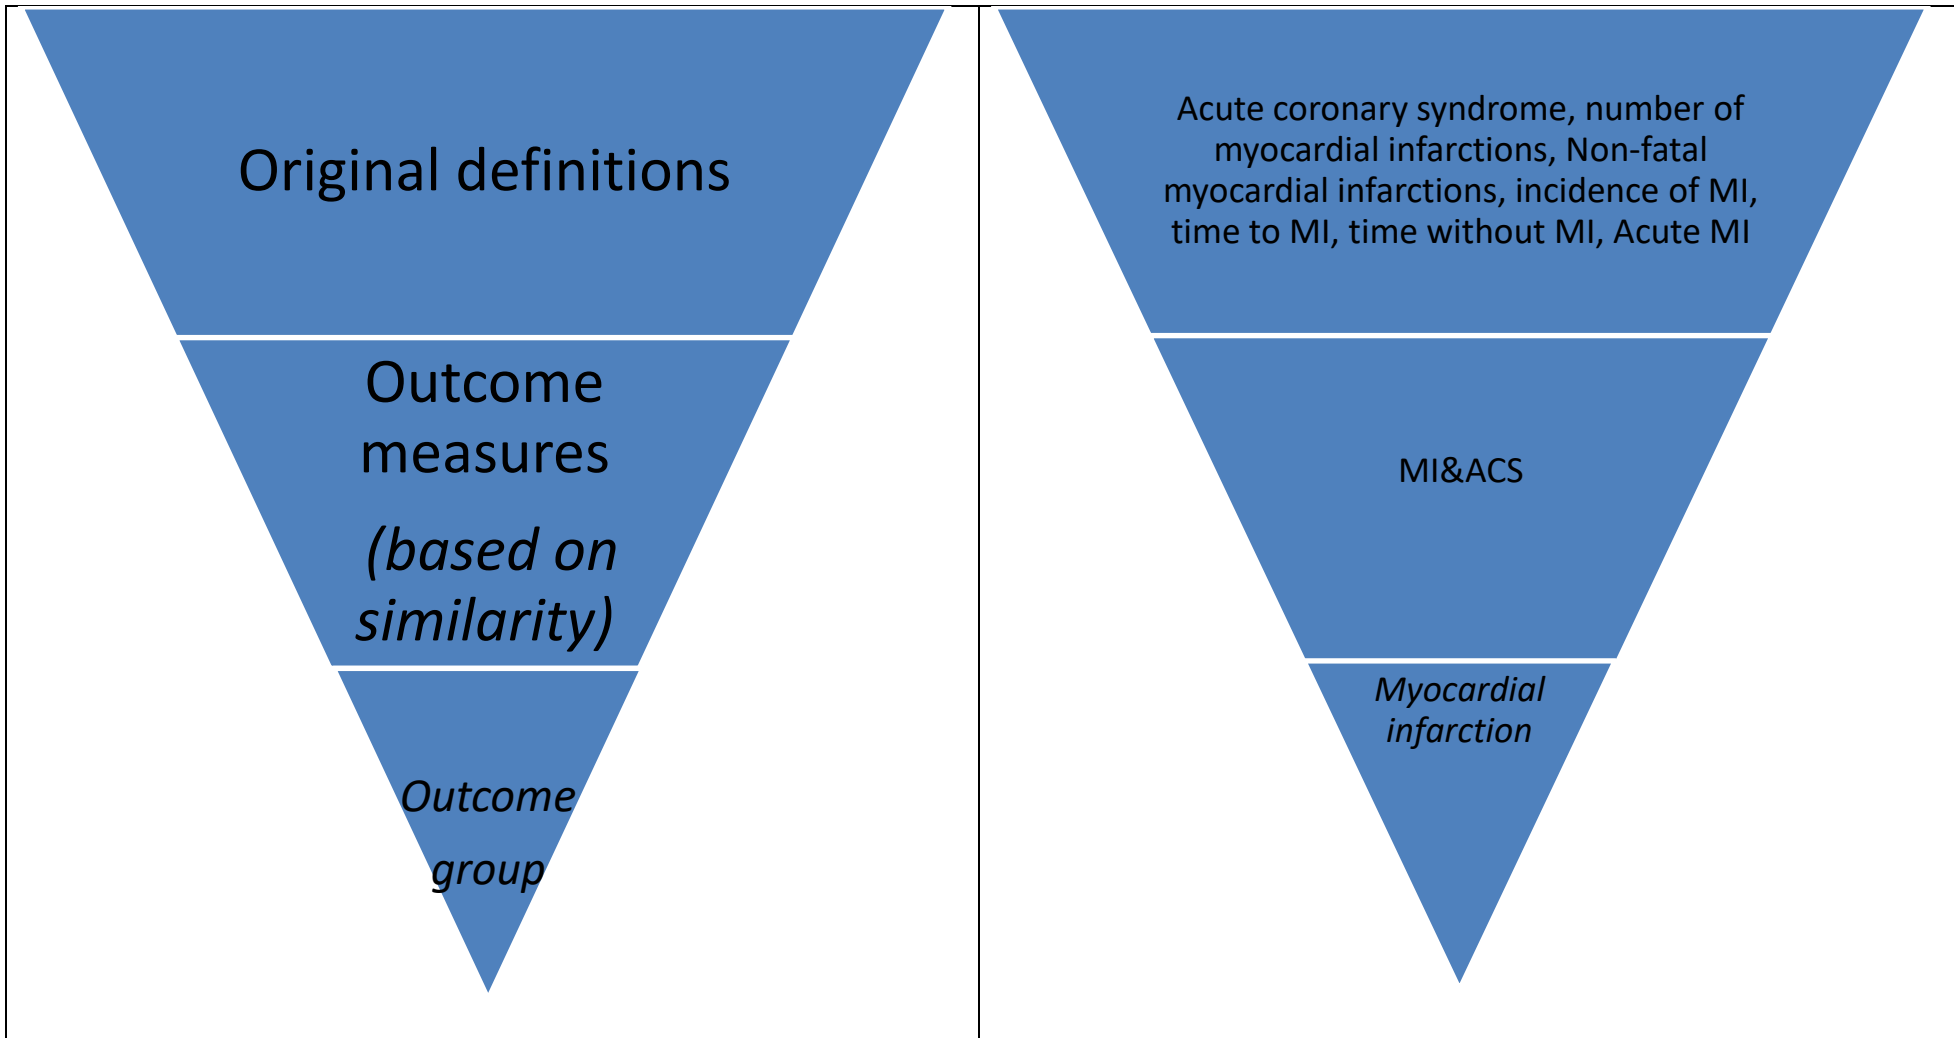 Original definitions
Outcome
measures
(based on
similarity)
Outcome
group
Acute coronary syndrome, number of
myocardial infarctions, Non-fatal
myocardial infarctions, incidence of MI,
time to MI, time without MI, Acute MI
MI&ACS
Myocardial
infarction